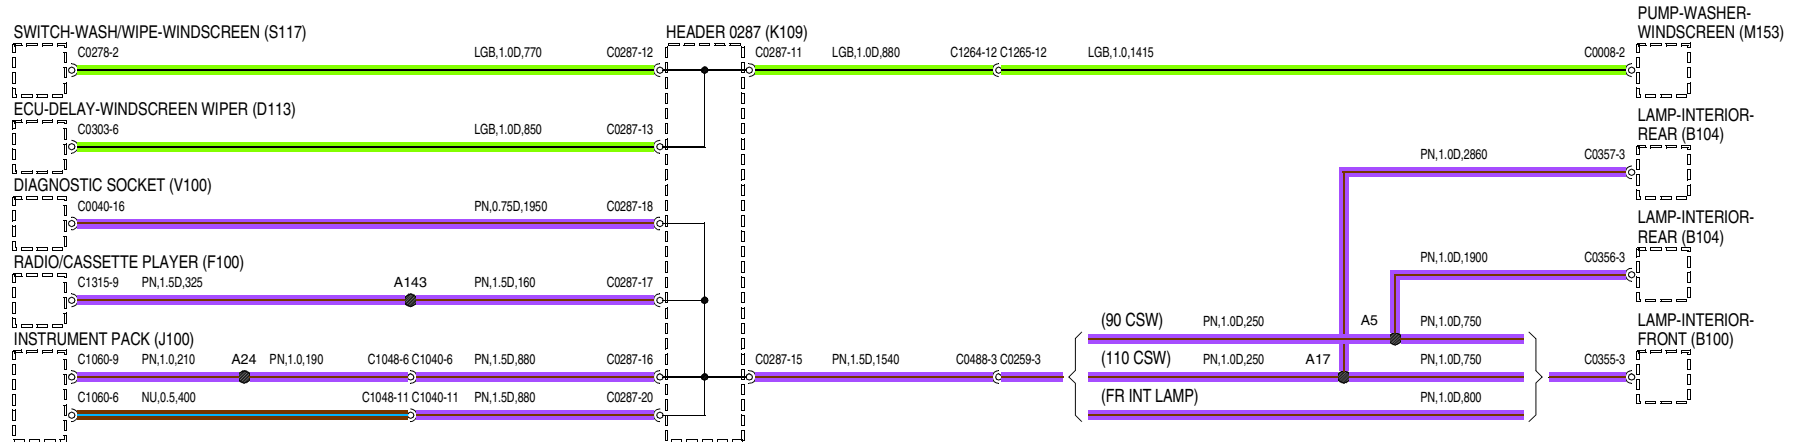 PUMP-WASHER-
WINDSCREEN (M153)
SWITCH-WASH/WIPE-WINDSCREEN (S117)
HEADER 0287 (K109)
C0278-2 LGB,1.0D,770 C0287-12
C0287-11 LGB,1.0D,880 C1264-12 C1265-12 LGB,1.0,1415 C0008-2
ECU-DELAY-WINDSCREEN WIPER (D113)
C0303-6 LGB,1.0D,850 C0287-13
LAMP-INTERIOR-
REAR (B104)
PN,1.0D,2860 C0357-3
DIAGNOSTIC SOCKET (V100)
C0040-16 PN,0.75D,1950 C0287-18
LAMP-INTERIOR-
REAR (B104)
PN,1.0D,1900 C0356-3
RADIO/CASSETTE PLAYER (F100)
C1315-9 PN,1.5D,325 A143 PN,1.5D,160 C0287-17
LAMP-INTERIOR-
FRONT (B100)
(90 CSW) PN,1.0D,250 A5 PN,1.0D,750
INSTRUMENT PACK (J100)
C1060-9 PN,1.0,210 A24 PN,1.0,190 C1048-6 C1040-6 PN,1.5D,880 C0287-16
C0287-15 PN,1.5D,1540 C0488-3 C0259-3
(110 CSW) PN,1.0D,250 A17 PN,1.0D,750
C0355-3
C1060-6 NU,0.5,400 C1048-11 C1040-11 PN,1.5D,880 C0287-20
(FR INT LAMP) PN,1.0D,800